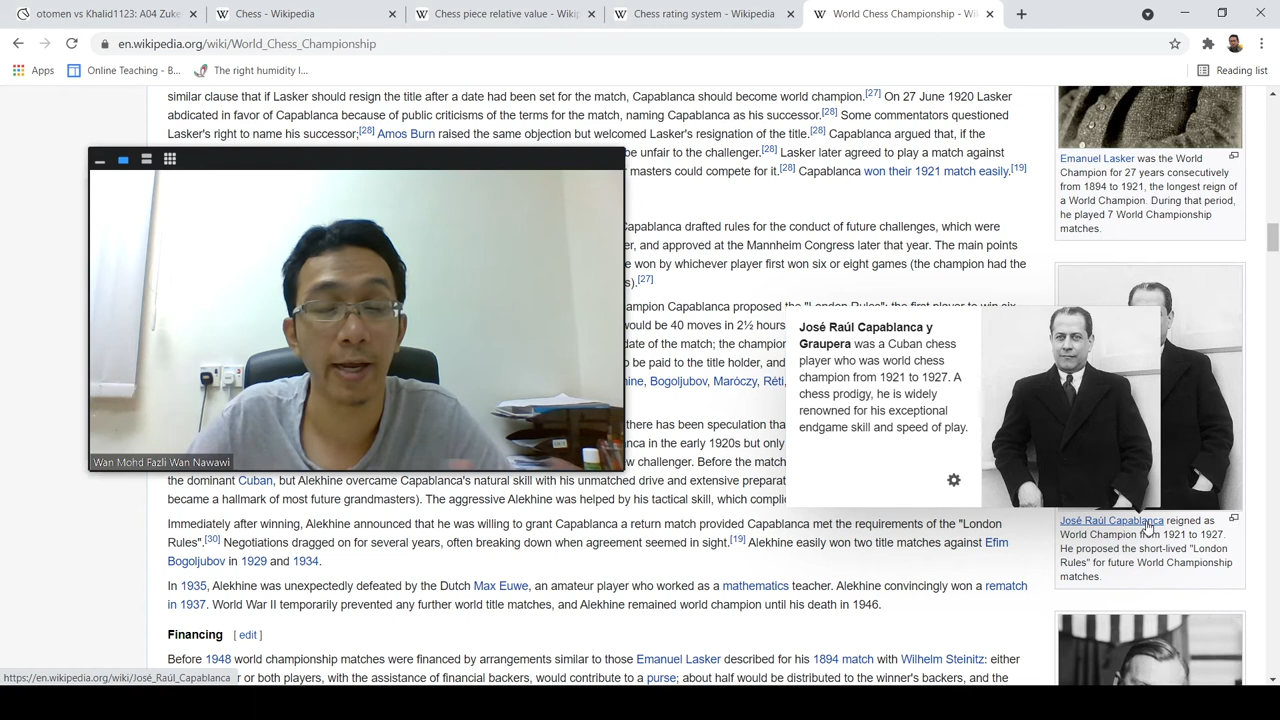 otomen vs Khalid1123: A04 Zuke
Chess - Wikipedia
Chess piece relative value - Wikip
Chess rating system - Wikipedia
World Chess Championship - Wi
en.wikipedia.org/wiki/World_Chess_Championship
Apps
Online Teaching - B...
The right humidity l...
Reading list
similar clause that if Lasker should resign the title after a date had been set for the match, Capablanca should become world champion.[27] On 27 June 1920 Lasker
abdicated in favor of Capablanca because of public criticisms of the terms for the match, naming Capablanca as his successor.[28] Some commentators questioned
Lasker's right to name his successor;[28] Amos Burn raised the same objection but welcomed Lasker's resignation of the title.[28] Capablanca argued that, if the
be unfair to the challenger.[28] Lasker later agreed to play a match against
masters could compete for it.[28] Capablanca won their 1921 match easily.[19]
Capablanca drafted rules for the conduct of future challenges, which were
er, and approved at the Mannheim Congress later that year. The main points
e won by whichever player first won six or eight games (the champion had the
s).[27]
ampion Capablanca proposed the "London Rules": the first player to win six
would be 40 moves in 2½ hours
date of the match; the champion
to be paid to the title holder, and
hine, Bogoljubov, Maróczy, Réti,
there has been speculation tha
nca in the early 1920s but only
w challenger. Before the match
the dominant Cuban, but Alekhine overcame Capablanca's natural skill with his unmatched drive and extensive prepara
became a hallmark of most future grandmasters). The aggressive Alekhine was helped by his tactical skill, which compli
Immediately after winning, Alekhine announced that he was willing to grant Capablanca a return match provided Capablanca met the requirements of the "London
Rules".[30] Negotiations dragged on for several years, often breaking down when agreement seemed in sight.[19] Alekhine easily won two title matches against Efim
Bogoljubov in 1929 and 1934.
In 1935, Alekhine was unexpectedly defeated by the Dutch Max Euwe, an amateur player who worked as a mathematics teacher. Alekhine convincingly won a rematch
in 1937. World War II temporarily prevented any further world title matches, and Alekhine remained world champion until his death in 1946.
Financing [ edit ]
Before 1948 world championship matches were financed by arrangements similar to those Emanuel Lasker described for his 1894 match with Wilhelm Steinitz: either
r or both players, with the assistance of financial backers, would contribute to a purse; about half would be distributed to the winner's backers, and the
https://en.wikipedia.org/wiki/José_Raúl_Capablanca
Wan Mohd Fazli Wan Nawawi
José Raúl Capablanca y
Graupera was a Cuban chess
player who was world chess
champion from 1921 to 1927. A
chess prodigy, he is widely
renowned for his exceptional
endgame skill and speed of play.
Emanuel Lasker was the World
Champion for 27 years consecutively
from 1894 to 1921, the longest reign of
a World Champion. During that period,
he played 7 World Championship
matches.
José Raúl Capablanca reigned as
World Champion from 1921 to 1927.
He proposed the short-lived "London
Rules" for future World Championship
matches.